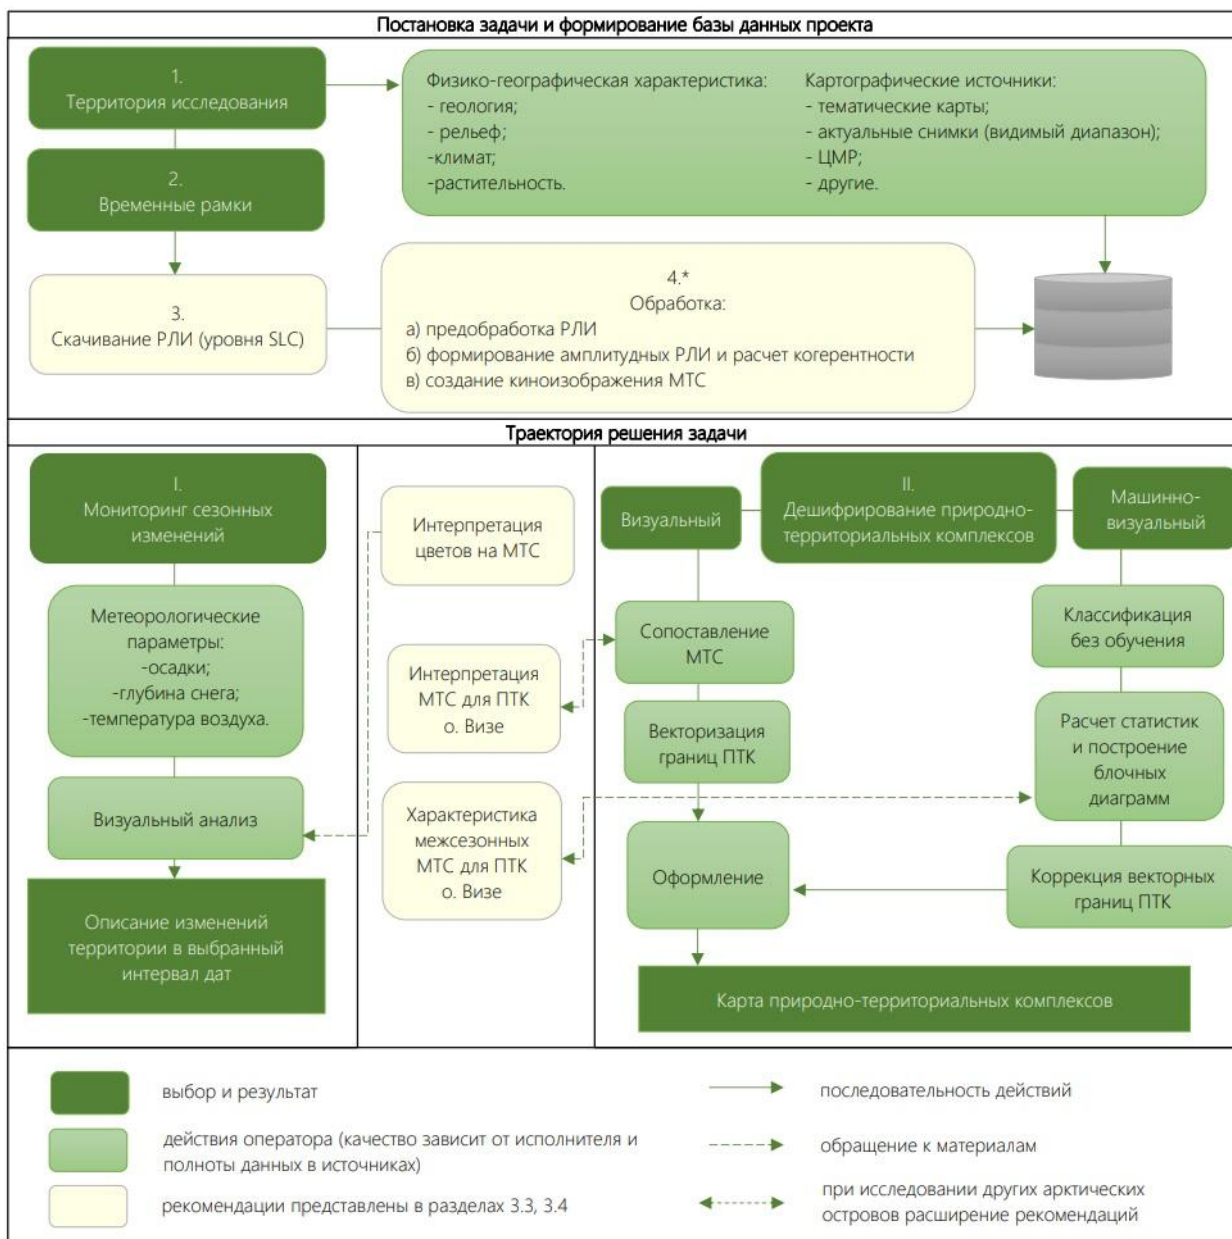 Постановка задачи и формирование базы данных проекта
1.
Территория исследования
Физико-географическая характеристика:
- геология;
- рельеф;
-климат;
-растительность.
Картографические источники:
- тематические карты;
- актуальные снимки (видимый диапазон);
- ЦМР;
- другие.
2.
Временные рамки
3.
Скачивание РЛИ (уровня SLC)
4.*
Обработка:
а) предобработка РЛИ
б) формирование амплитудных РЛИ и расчет когерентности
в) создание киноизображения МТС
Траектория решения задачи
I.
Мониторинг сезонных
изменений
Метеорологические
параметры:
-осадки;
-глубина снега;
-температура воздуха.
Визуальный анализ
Описание изменений
территории в выбранный
интервал дат
Интерпретация
цветов на МТС
Интерпретация
МТС для ПТК
о. Визе
Характеристика
межсезонных
МТС для ПТК
о. Визе
Визуальный
II.
Дешифрирование природно-
территориальных комплексов
Машинно-
визуальный
Сопоставление
МТС
Векторизация
границ ПТК
Оформление
Классификация
без обучения
Расчет статистик
и построение
блочных
диаграмм
Коррекция векторных
границ ПТК
Карта природно-территориальных комплексов
выбор и результат
действия оператора (качество зависит от исполнителя и
полноты данных в источниках)
рекомендации представлены в разделах 3.3, 3.4
последовательность действий
обращение к материалам
при исследовании других арктических
островов расширение рекомендаций